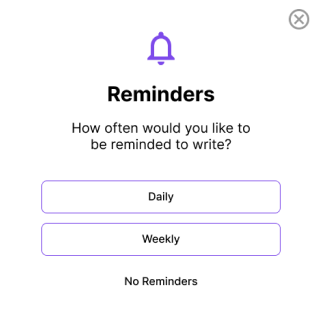 Reminders
How often would you like to
be reminded to write?
Daily
Weekly
No Reminders